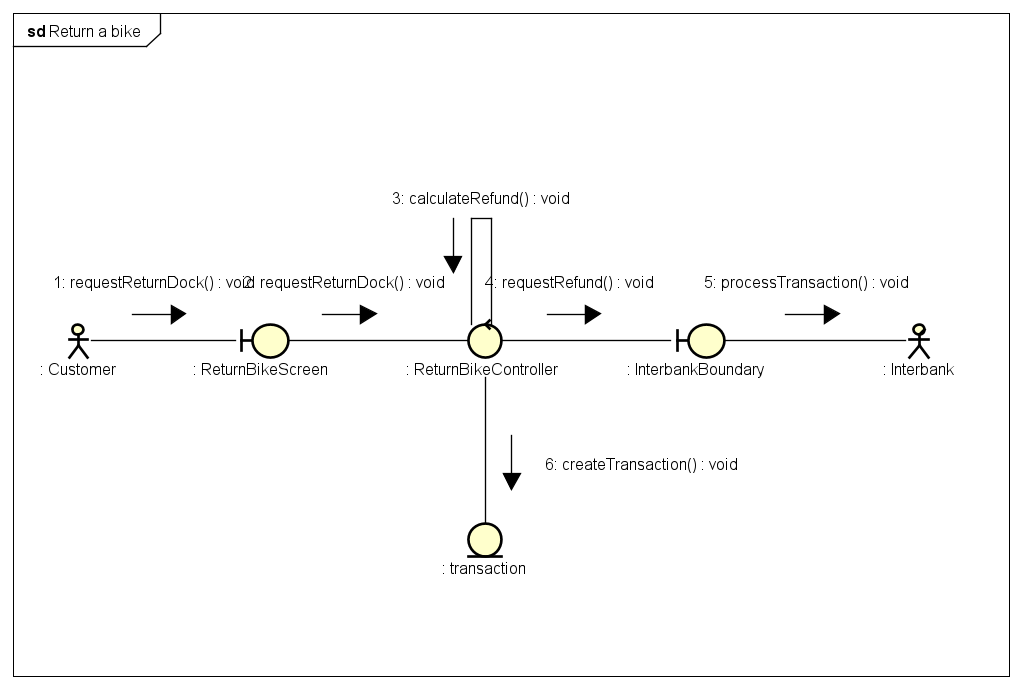 sd Return a bike
3: calculateRefund() : void
1: requestReturnDock() : void
2: requestReturnDock() : void
4: requestRefund() : void
5: processTransaction() : void
: Customer
: ReturnBikeScreen
: ReturnBikeController
: InterbankBoundary
: Interbank
6: createTransaction() : void
: transaction